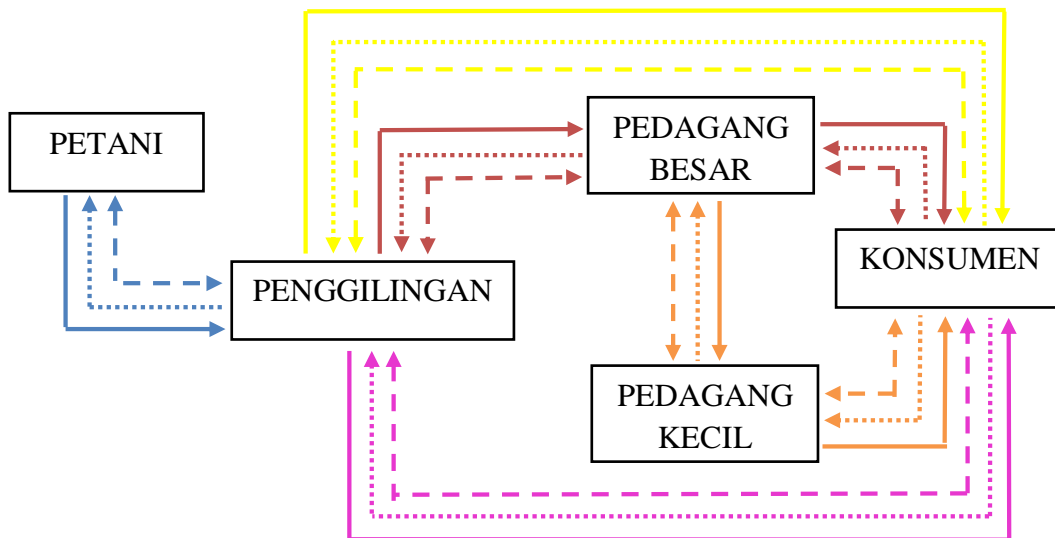 PETANI
PEDAGANG
BESAR
PENGGILINGAN
KONSUMEN
PEDAGANG
KECIL